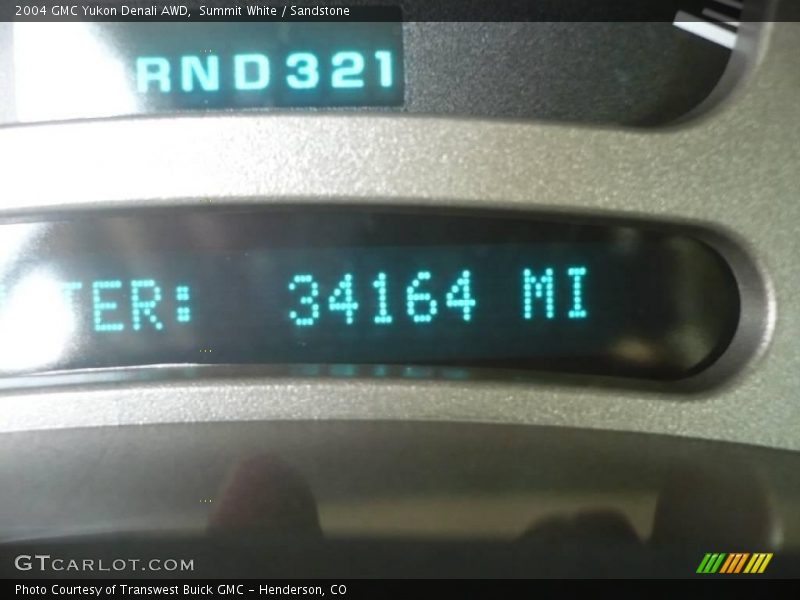 2004 GMC Yukon Denali AWD,  Summit White / Sandstone
RND321
TER: 34164 MI
GTCARLOT.COM
Photo Courtesy of Transwest Buick GMC - Henderson, CO